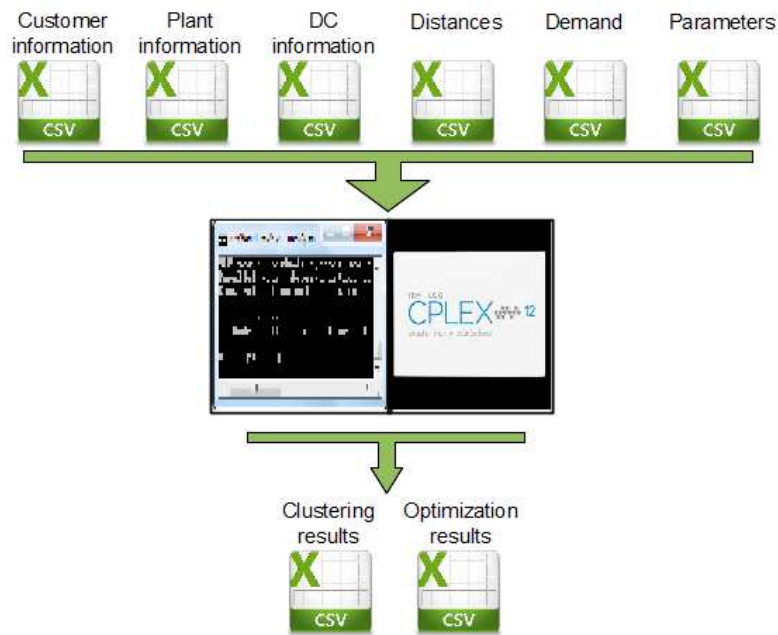 Customer information
Plant information
DC information
Distances
Demand
Parameters
X
CSV
X
CSV
X
CSV
X
CSV
X
CSV
X
CSV
CPLEX
12
Clustering results
Optimization results
X
CSV
X
CSV